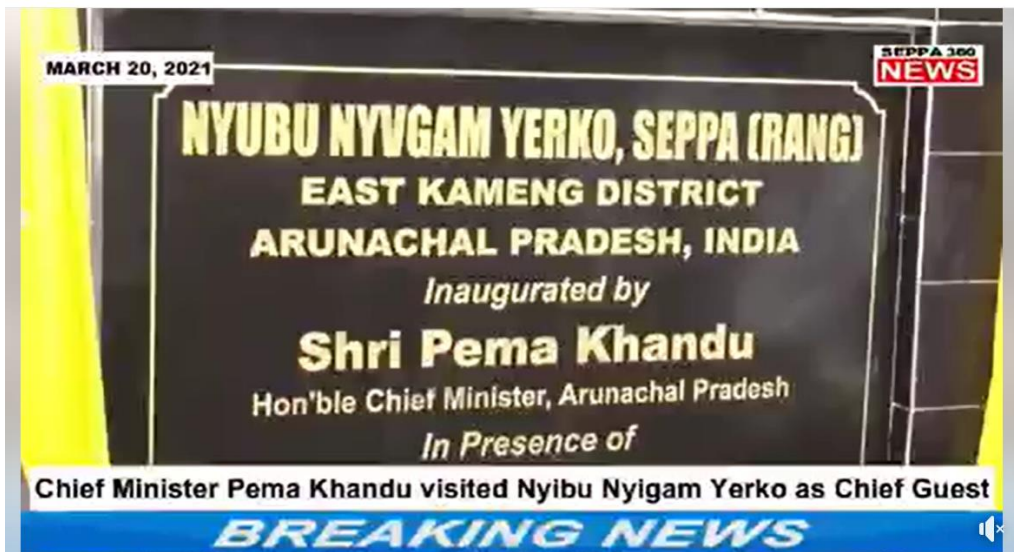 MARCH 20, 2021
SEPPA 360
NEWS
NYUBU NYVGAM YERKO, SEPPA (RANG)
EAST KAMENG DISTRICT
ARUNACHAL PRADESH, INDIA
Inaugurated by
Shri Pema Khandu
Hon'ble Chief Minister, Arunachal Pradesh
In Presence of
Chief Minister Pema Khandu visited Nyibu Nyigam Yerko as Chief Guest
BREAKING NEWS